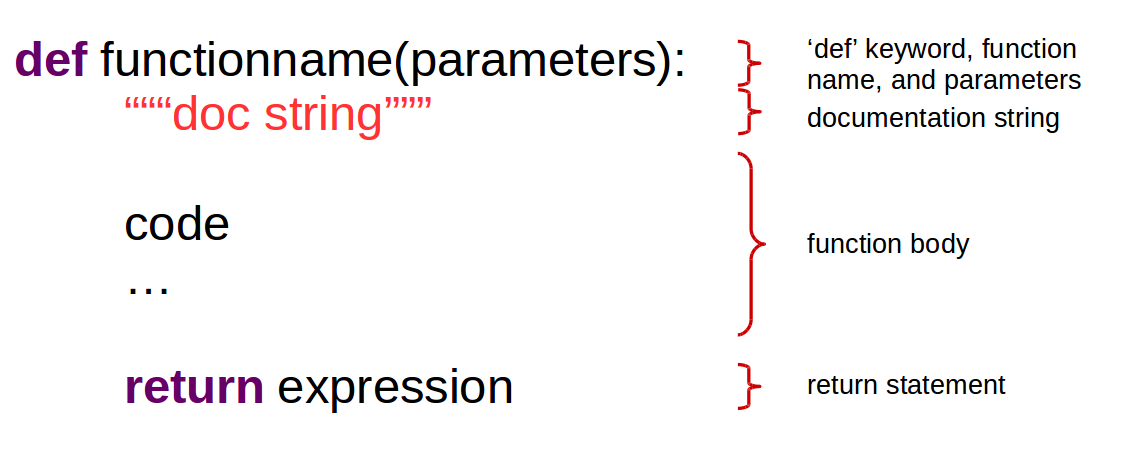 def functionname(parameters):
“““doc string”””
code
…
return expression
‘def’ keyword, function
name, and parameters
documentation string
function body
return statement